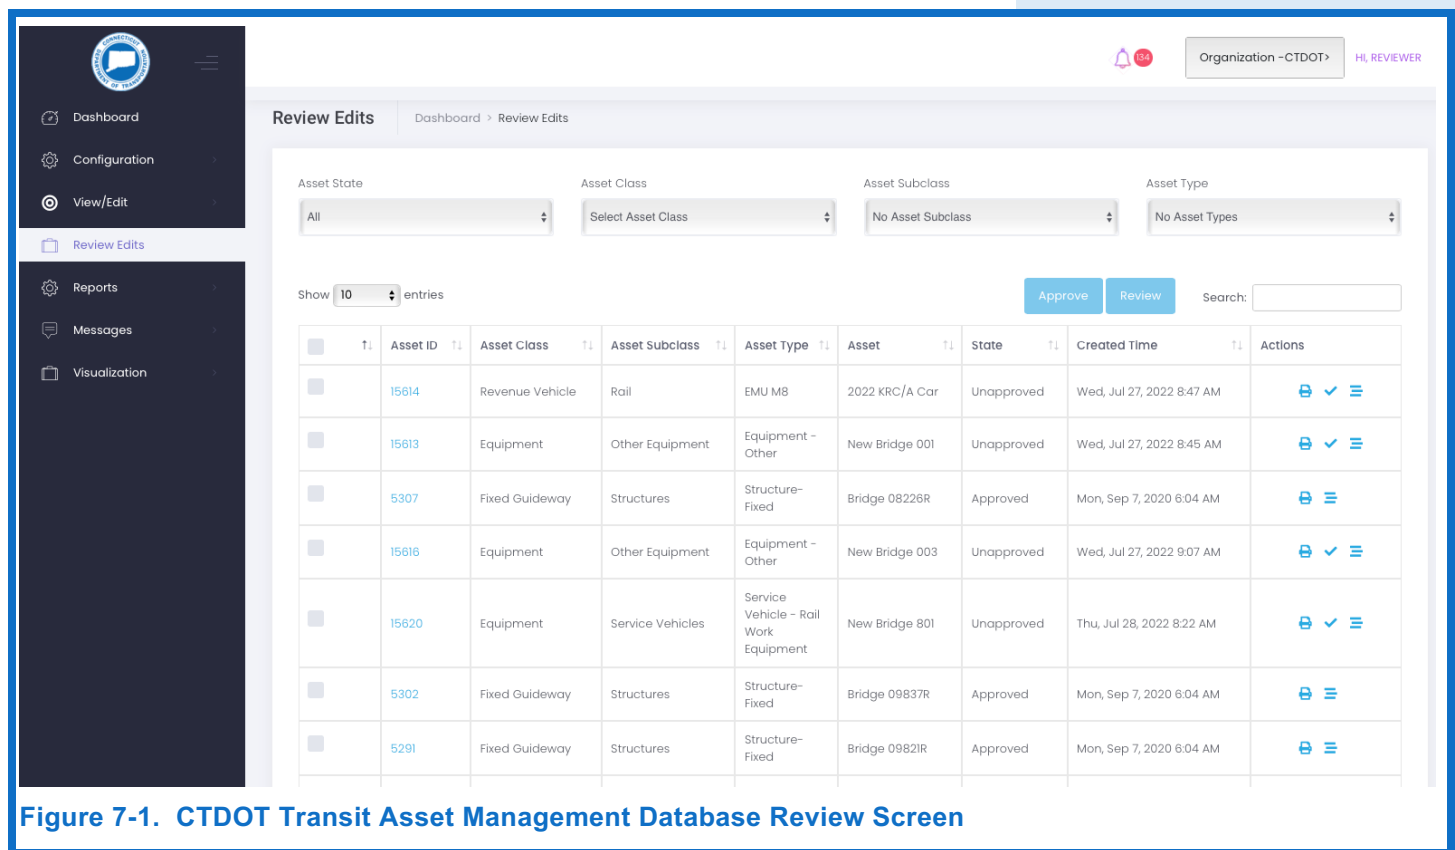 CONNECTICUT
DEPARTMENT OF TRANSPORTATION
134
Organization -CTDOT>
HI, REVIEWER
Dashboard
Configuration
View/Edit
Review Edits
Reports
Messages
Visualization
Review Edits
Dashboard > Review Edits
Asset State
Asset Class
Asset Subclass
Asset Type
All
Select Asset Class
No Asset Subclass
No Asset Types
Show 10 entries
Approve
Review
Search:
Asset ID Asset Class Asset Subclass Asset Type Asset State Created Time Actions
15614 Revenue Vehicle Rail EMU M8 2022 KRC/A Car Unapproved Wed, Jul 27, 2022 8:47 AM
15613 Equipment Other Equipment Equipment - New Bridge 001 Unapproved Wed, Jul 27, 2022 8:45 AM
Other
5307 Fixed Guideway Structures Structure- Bridge 08226R Approved Mon, Sep 7, 2020 6:04 AM
Fixed
15616 Equipment Other Equipment Equipment - New Bridge 003 Unapproved Wed, Jul 27, 2022 9:07 AM
Other
Service
Vehicle - Rail
15620 Equipment Service Vehicles Work New Bridge 801 Unapproved Thu, Jul 28, 2022 8:22 AM
Equipment
5302 Fixed Guideway Structures Structure- Bridge 09837R Approved Mon, Sep 7, 2020 6:04 AM
Fixed
5291 Fixed Guideway Structures Structure- Bridge 09821R Approved Mon, Sep 7, 2020 6:04 AM
Fixed
Figure 7-1. CTDOT Transit Asset Management Database Review Screen